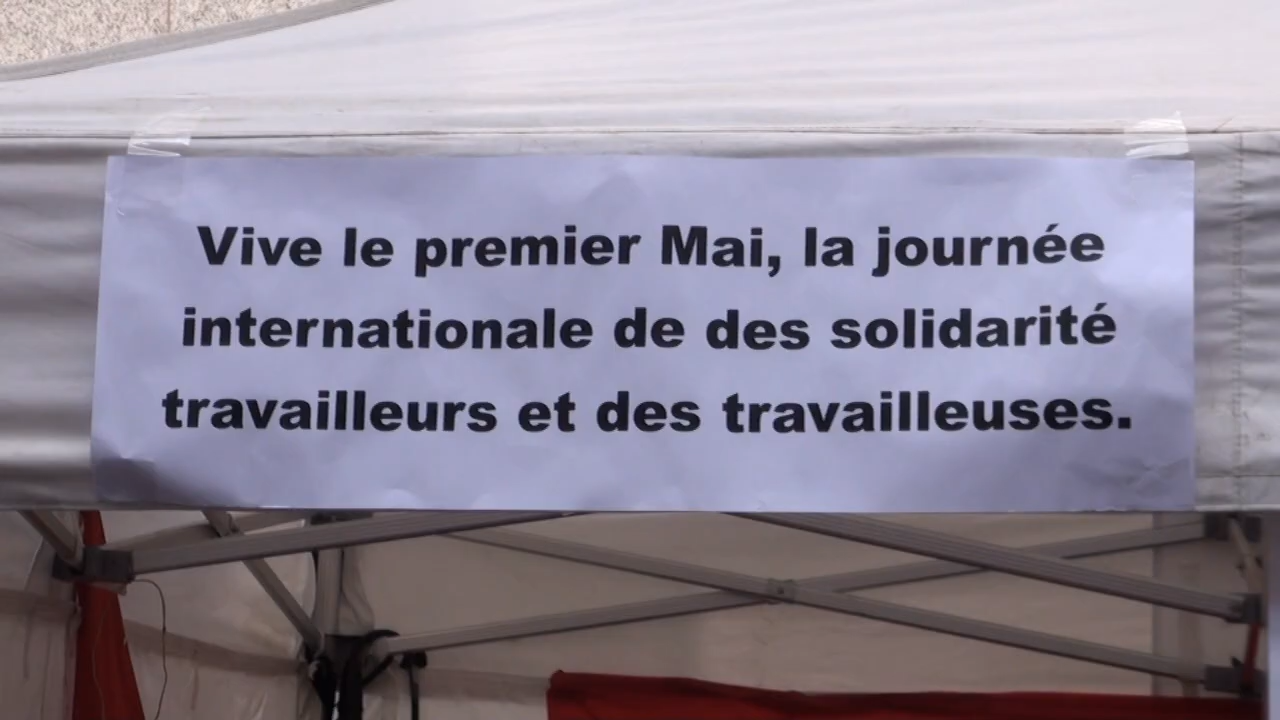 Vive le premier Mai, la journée
internationale de des solidarité
travailleurs et des travailleuses.